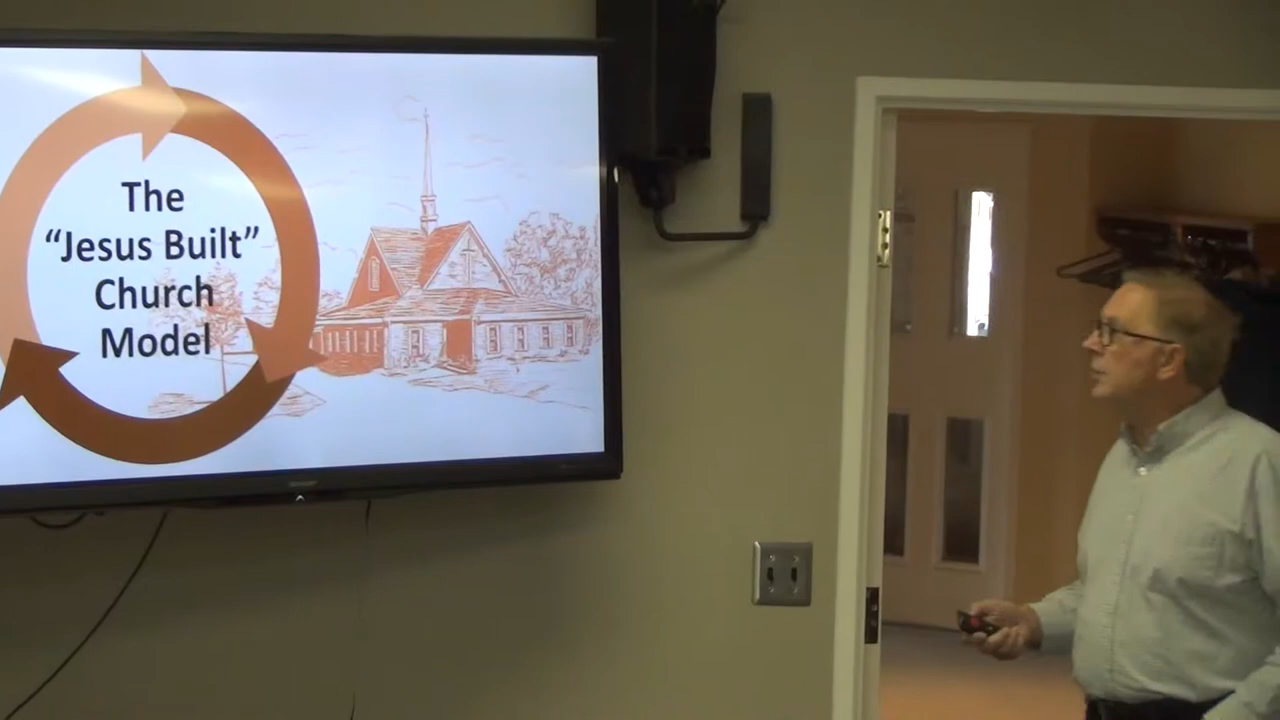 The
“Jesus Built”
Church
Model